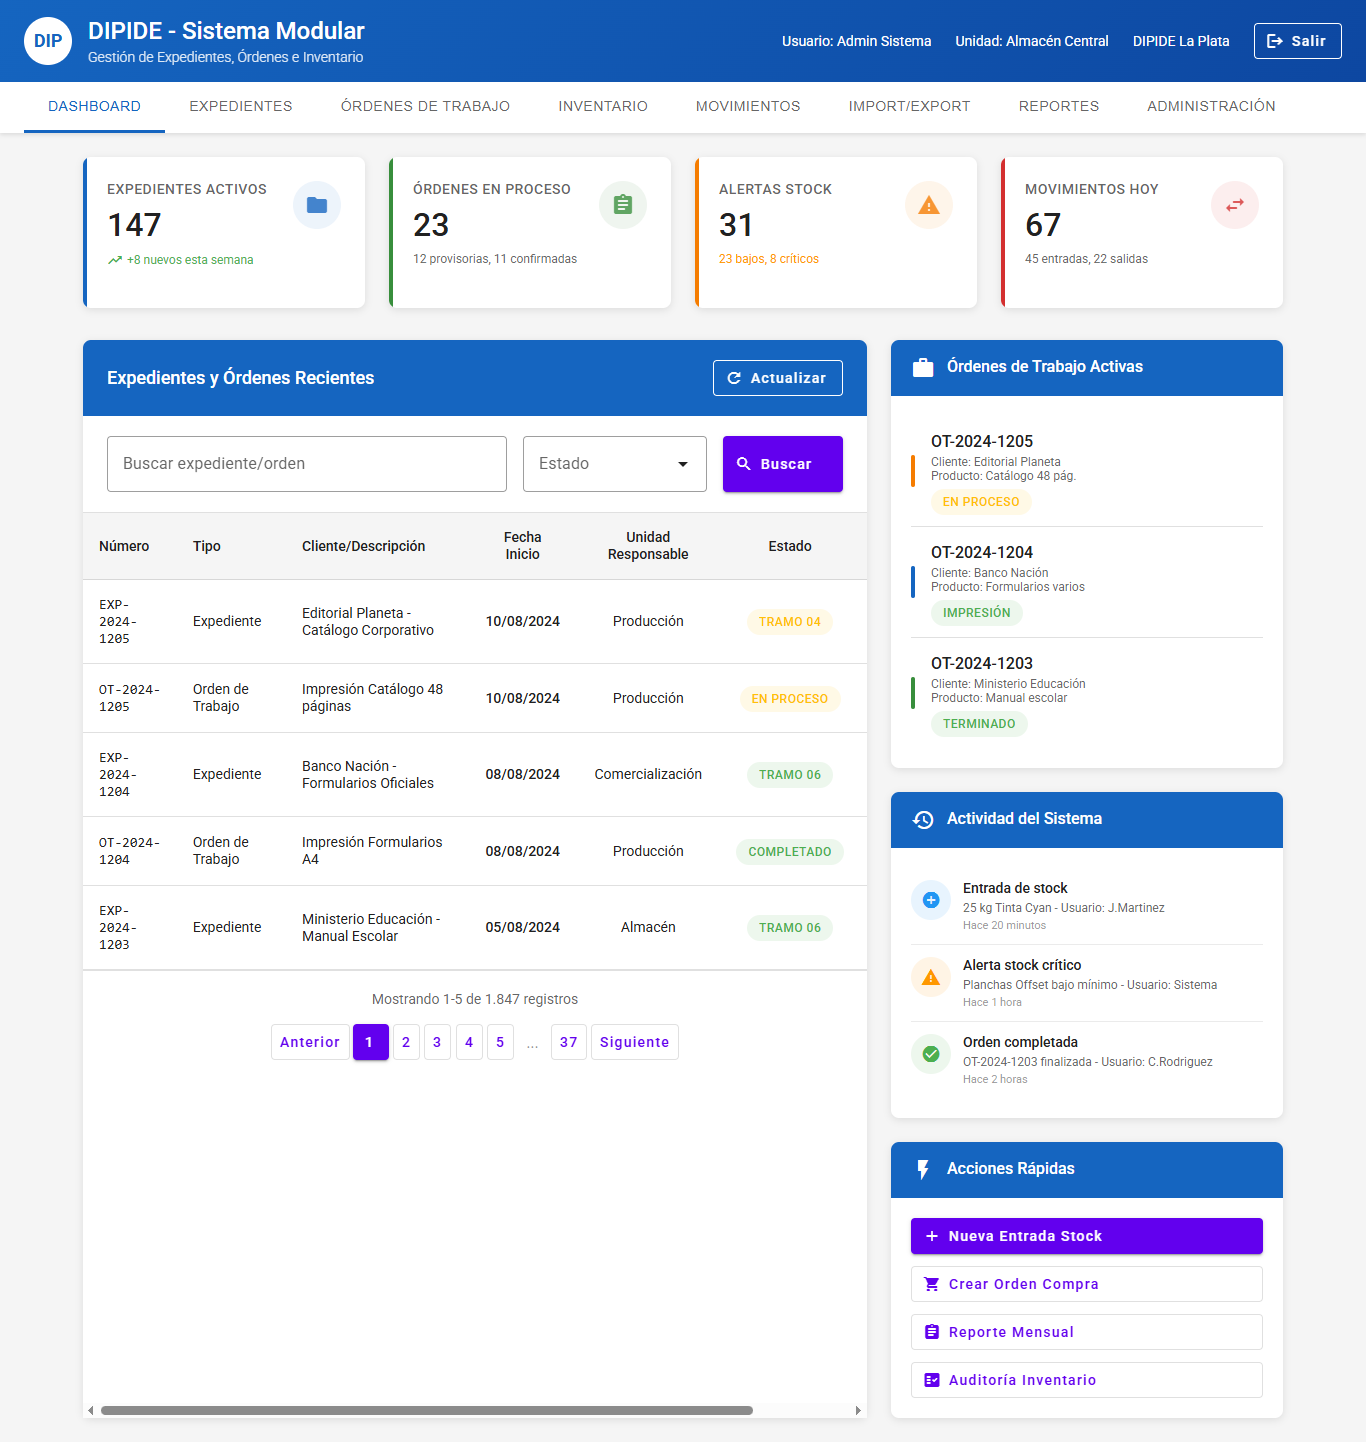 DIP
DIPIDE - Sistema Modular
Gestión de Expedientes, Órdenes e Inventario
Usuario: Admin Sistema
Unidad: Almacén Central
DIPIDE La Plata
Salir
DASHBOARD
EXPEDIENTES
ÓRDENES DE TRABAJO
INVENTARIO
MOVIMIENTOS
IMPORT/EXPORT
REPORTES
ADMINISTRACIÓN
EXPEDIENTES ACTIVOS
147
+8 nuevos esta semana
ÓRDENES EN PROCESO
23
12 provisorias, 11 confirmadas
ALERTAS STOCK
31
23 bajos, 8 críticos
MOVIMIENTOS HOY
67
45 entradas, 22 salidas
Expedientes y Órdenes Recientes
Actualizar
Buscar expediente/orden
Estado
Buscar
Número
Tipo
Cliente/Descripción
Fecha
Inicio
Unidad
Responsable
Estado
EXP-
2024-
1205
Expediente
Editorial Planeta -
Catálogo Corporativo
10/08/2024
Producción
TRAMO 04
OT-2024-
1205
Orden de
Trabajo
Impresión Catálogo 48
páginas
10/08/2024
Producción
EN PROCESO
EXP-
2024-
1204
Expediente
Banco Nación -
Formularios Oficiales
08/08/2024
Comercialización
TRAMO 06
OT-2024-
1204
Orden de
Trabajo
Impresión Formularios
A4
08/08/2024
Producción
COMPLETADO
EXP-
2024-
1203
Expediente
Ministerio Educación -
Manual Escolar
05/08/2024
Almacén
TRAMO 06
Mostrando 1-5 de 1.847 registros
Anterior
1
2
3
4
5
...
37
Siguiente
Órdenes de Trabajo Activas
OT-2024-1205
Cliente: Editorial Planeta
Producto: Catálogo 48 pág.
EN PROCESO
OT-2024-1204
Cliente: Banco Nación
Producto: Formularios varios
IMPRESIÓN
OT-2024-1203
Cliente: Ministerio Educación
Producto: Manual escolar
TERMINADO
Actividad del Sistema
Entrada de stock
25 kg Tinta Cyan - Usuario: J.Martinez
Hace 20 minutos
Alerta stock crítico
Planchas Offset bajo mínimo - Usuario: Sistema
Hace 1 hora
Orden completada
OT-2024-1203 finalizada - Usuario: C.Rodriguez
Hace 2 horas
Acciones Rápidas
Nueva Entrada Stock
Crear Orden Compra
Reporte Mensual
Auditoría Inventario